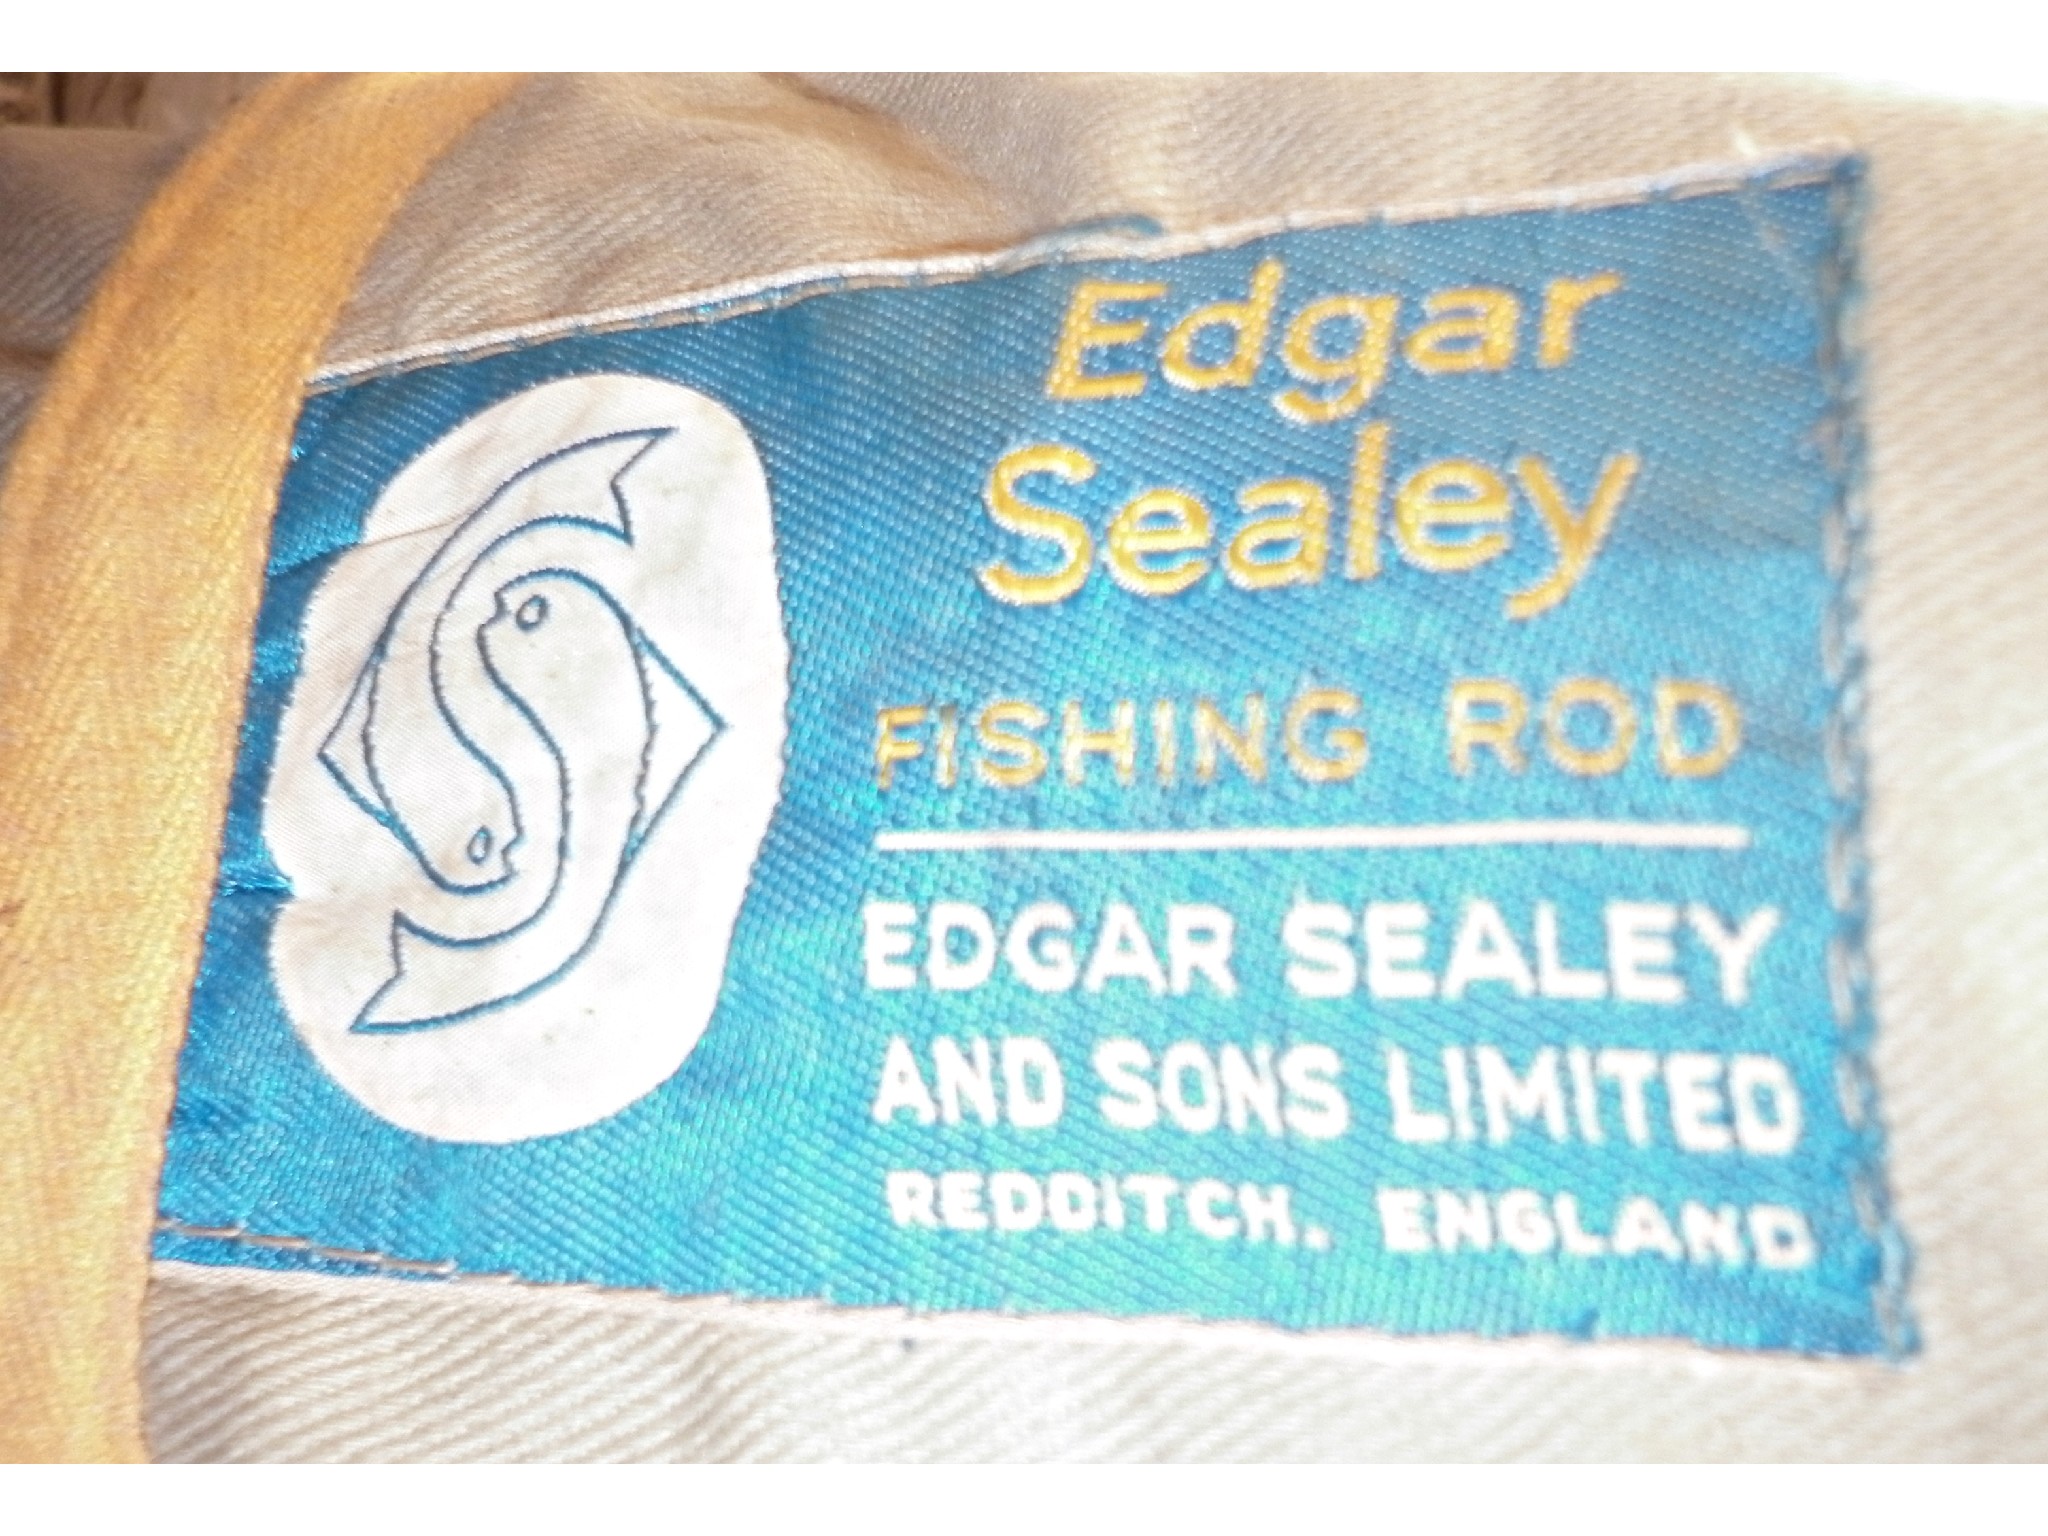 Edgar
Sealey
FISHING ROD
EDGAR SEALEY
AND SONS LIMITED
REDDITCH. ENGLAND